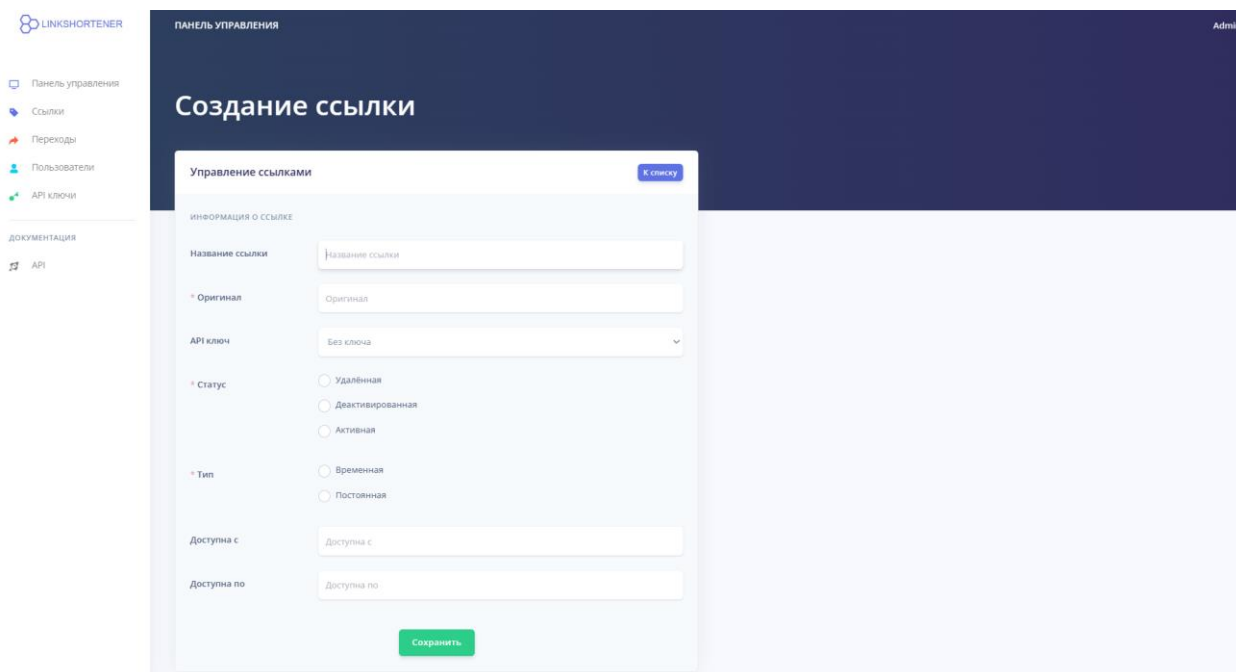 LINKSHORTENER
ПАНЕЛЬ УПРАВЛЕНИЯ
Admi
Панель управления
Ссылки
Переходы
Пользователи
API ключи
ДОКУМЕНТАЦИЯ
API
Создание ссылки
Управление ссылками
К списку
ИНФОРМАЦИЯ О ССЫЛКЕ
Название ссылки
Название ссылки
* Оригинал
Оригинал
API ключ
Без ключа
* Статус
Удалённая
Деактивированная
Активная
* Тип
Временная
Постоянная
Доступна с
Доступна с
Доступна по
Доступна по
Сохранить